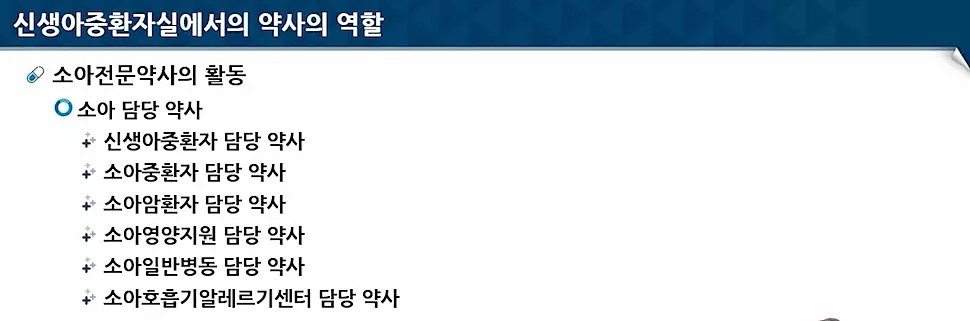 신생아중환자실에서의 약사의 역할
소아전문약사의 활동
소아 담당 약사
신생아중환자 담당 약사
소아중환자 담당 약사
소아암환자 담당 약사
소아영양지원 담당 약사
소아일반병동 담당 약사
소아호흡기알레르기센터 담당 약사